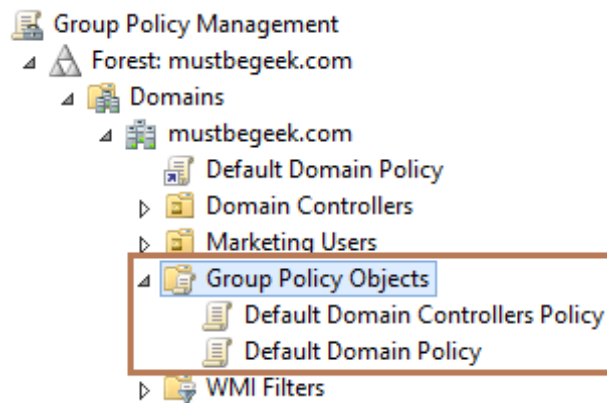 Group Policy Management
Forest: mustbegeek.com
Domains
mustbegeek.com
Default Domain Policy
Domain Controllers
Marketing Users
Group Policy Objects
Default Domain Controllers Policy
Default Domain Policy
WMI Filters